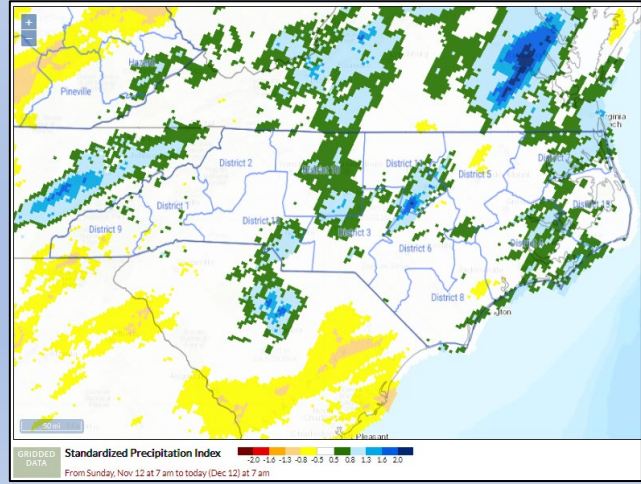 +
−
Pineville
District 2
District 5
District 1
District 3
District 9
District 6
District 8
Pleasant
50 mi
GRIDDED
DATA
Standardized Precipitation Index
-2.0 -1.6 -1.3 -0.8 -0.5 0.5 0.8 1.3 1.6 2.0
From Sunday, Nov 12 at 7 am to today (Dec 12) at 7 am